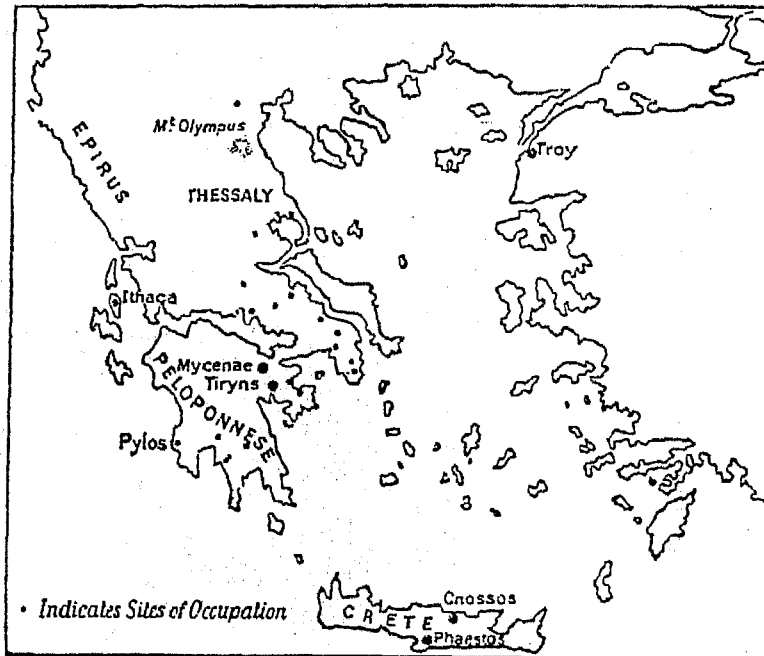 Mt. Olympus
EPIRUS
Troy
THESSALY
Ithaca
Mycenae
Tiryns
PELOPONNESE
Pylos
• Indicates Sites of Occupation
Cnossos
CRETE
Phaestos